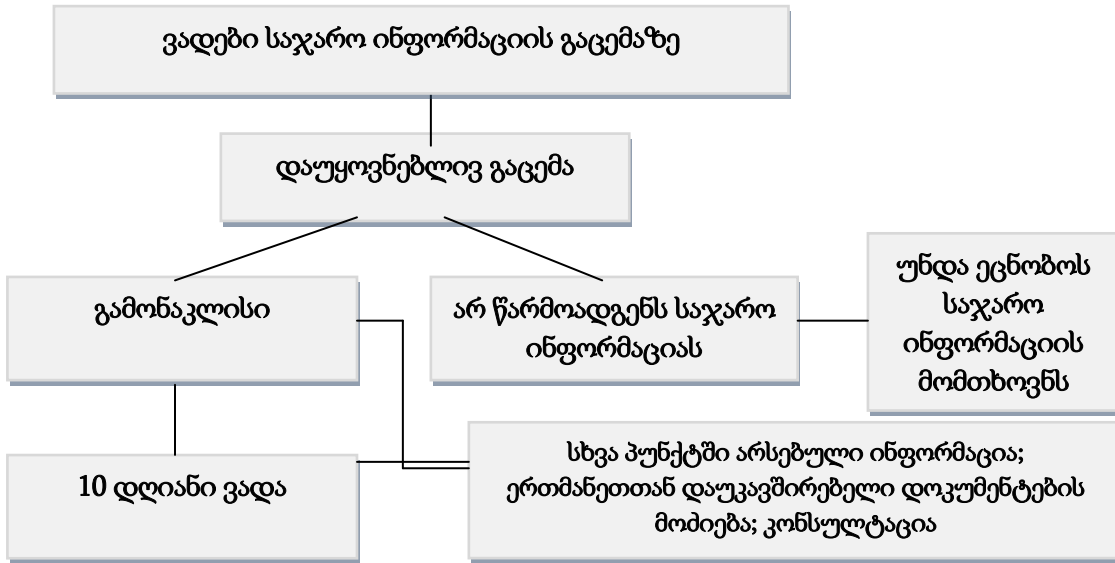 ვადები საჯარო ინფორმაციის გაცემაზე
დაუყოვნებლივ გაცემა
გამონაკლისი
არ წარმოადგენს საჯარო
ინფორმაციას
უნდა ეცნობოს
საჯარო
ინფორმაციის
მომთხოვნს
10 დღიანი ვადა
სხვა პუნქტში არსებული ინფორმაცია;
ერთმანეთთან დაუკავშირებელი დოკუმენტების
მოძიება; კონსულტაცია